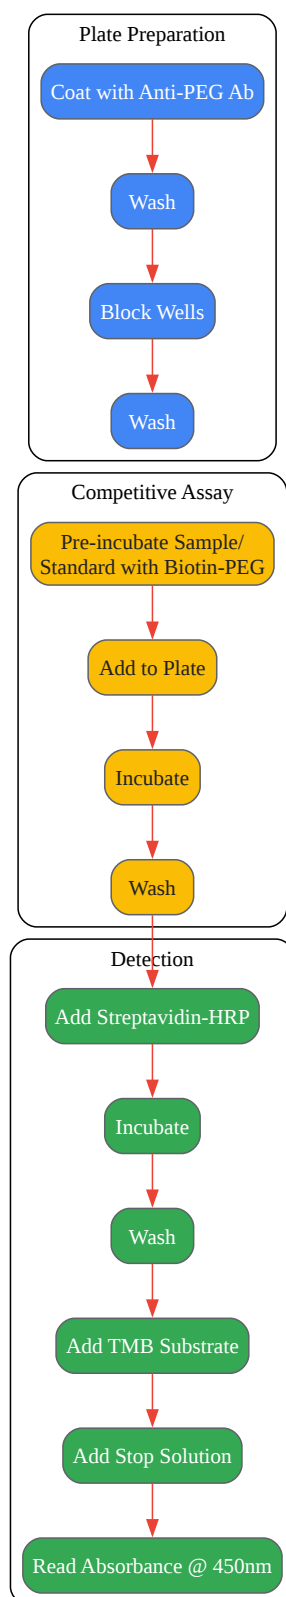 Plate Preparation
Coat with Anti-PEG Ab
Wash
Block Wells
Wash
Competitive Assay
Pre-incubate Sample/
Standard with Biotin-PEG
Add to Plate
Incubate
Wash
Detection
Add Streptavidin-HRP
Incubate
Wash
Add TMB Substrate
Add Stop Solution
Read Absorbance @ 450nm